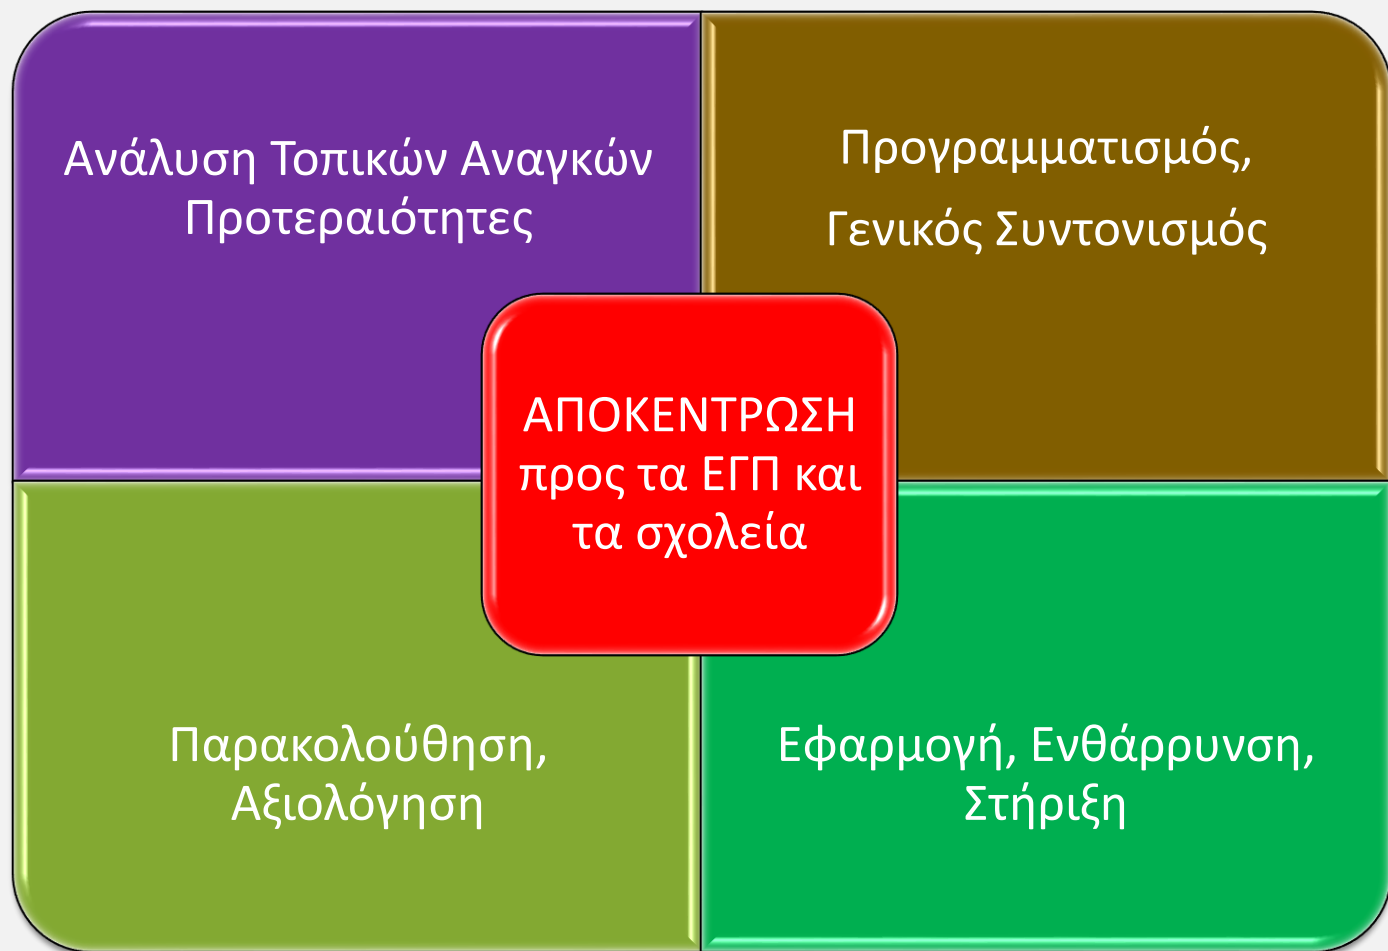 Ανάλυση Τοπικών Αναγκών
Προτεραιότητες
Προγραμματισμός,
Γενικός Συντονισμός
ΑΠΟΚΕΝΤΡΩΣΗ
προς τα ΕΓΠ και
τα σχολεία
Παρακολούθηση,
Αξιολόγηση
Εφαρμογή, Ενθάρρυνση,
Στήριξη